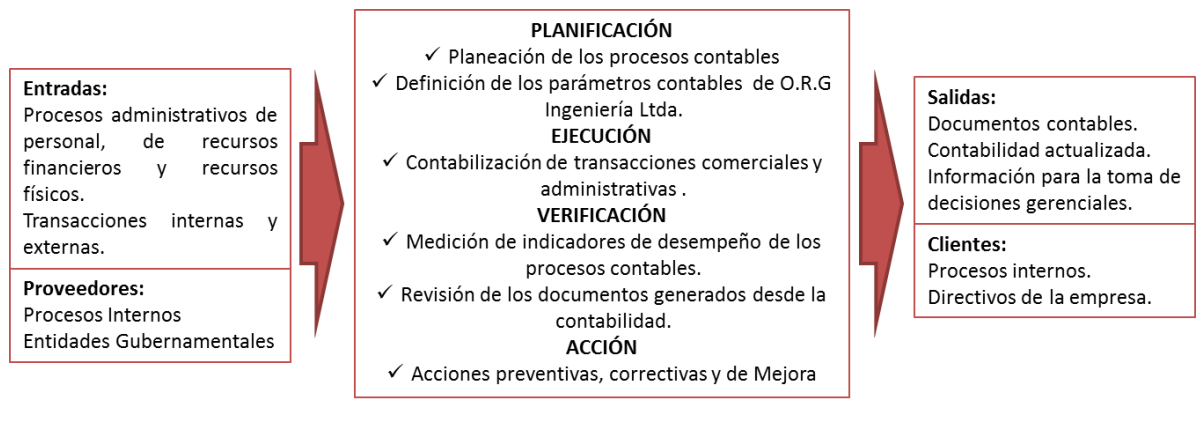 Entradas:
Procesos administrativos de
personal, de recursos
financieros y recursos
físicos.
Transacciones internas y
externas.
Proveedores:
Procesos Internos
Entidades Gubernamentales
PLANIFICACIÓN
✓ Planeación de los procesos contables
✓ Definición de los parámetros contables de O.R.G
Ingeniería Ltda.
EJECUCIÓN
✓ Contabilización de transacciones comerciales y
administrativas .
VERIFICACIÓN
✓ Medición de indicadores de desempeño de los
procesos contables.
✓ Revisión de los documentos generados desde la
contabilidad.
ACCIÓN
✓ Acciones preventivas, correctivas y de Mejora
Salidas:
Documentos contables.
Contabilidad actualizada.
Información para la toma de
decisiones gerenciales.
Clientes:
Procesos internos.
Directivos de la empresa.